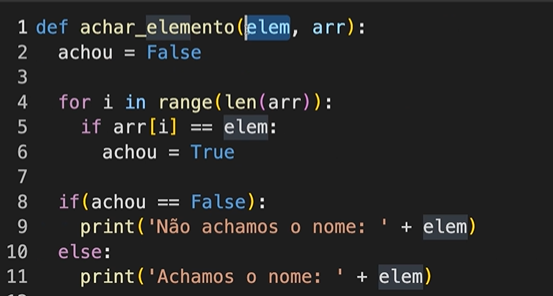 1 def achar_elemento(elem, arr):
2   achou = False
3
4   for i in range(len(arr)):
5     if arr[i] == elem:
6       achou = True
7
8   if(achou == False):
9     print('Não achamos o nome: ' + elem)
10   else:
11     print('Achamos o nome: ' + elem)